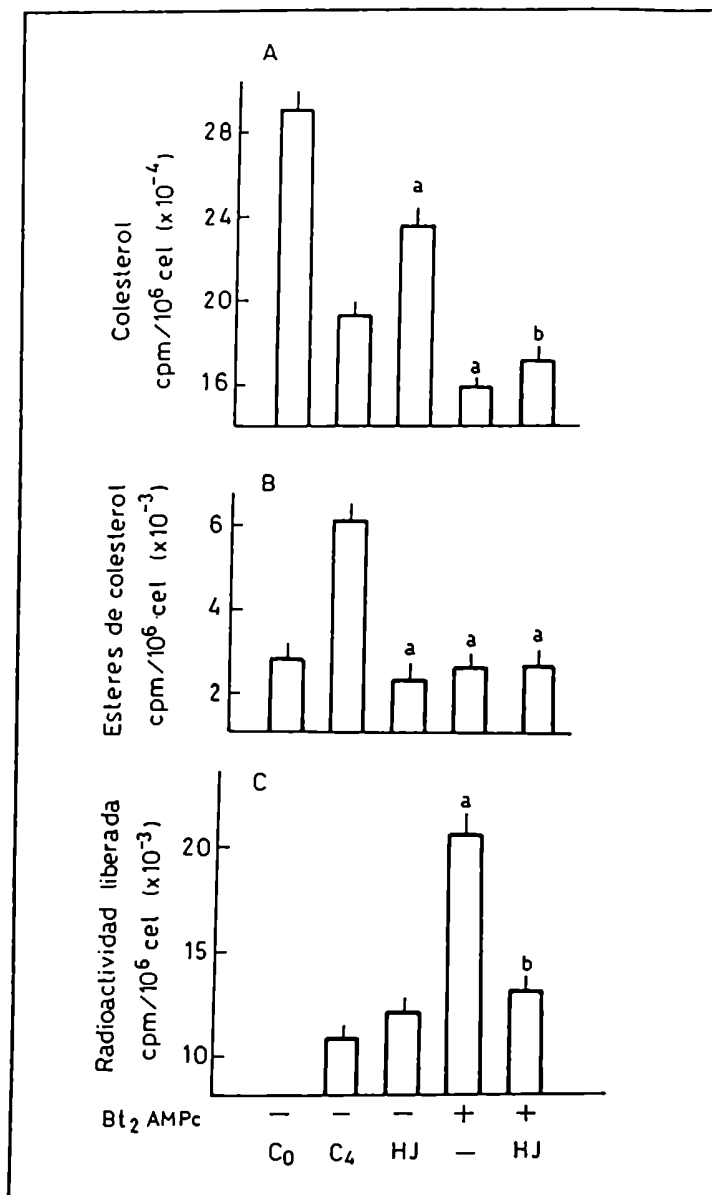 A
Colesterol
cpm/10⁶ cel (x10⁻⁴)
28
24
20
16
a
a
b
B
Esteres de colesterol
cpm/10⁶ cel (x10⁻³)
6
4
2
a
a
a
C
Radioactividad liberada
cpm/10⁶ cel (x10⁻³)
20
15
10
a
b
Bt₂ AMPc − − − + +
C₀ C₄ HJ − HJ